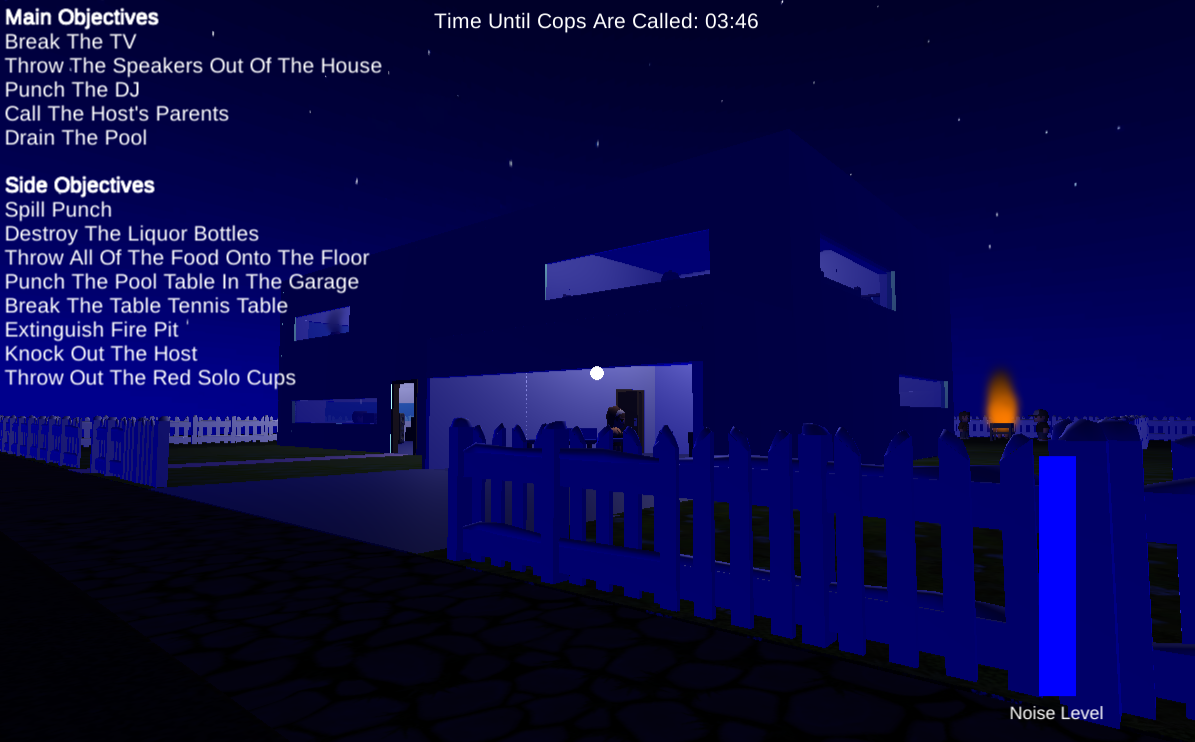 Time Until Cops Are Called: 03:46
Main Objectives
Break The TV
Throw The Speakers Out Of The House
Punch The DJ
Call The Host's Parents
Drain The Pool
Side Objectives
Spill Punch
Destroy The Liquor Bottles
Throw All Of The Food Onto The Floor
Punch The Pool Table In The Garage
Break The Table Tennis Table
Extinguish Fire Pit
Knock Out The Host
Throw Out The Red Solo Cups
Noise Level